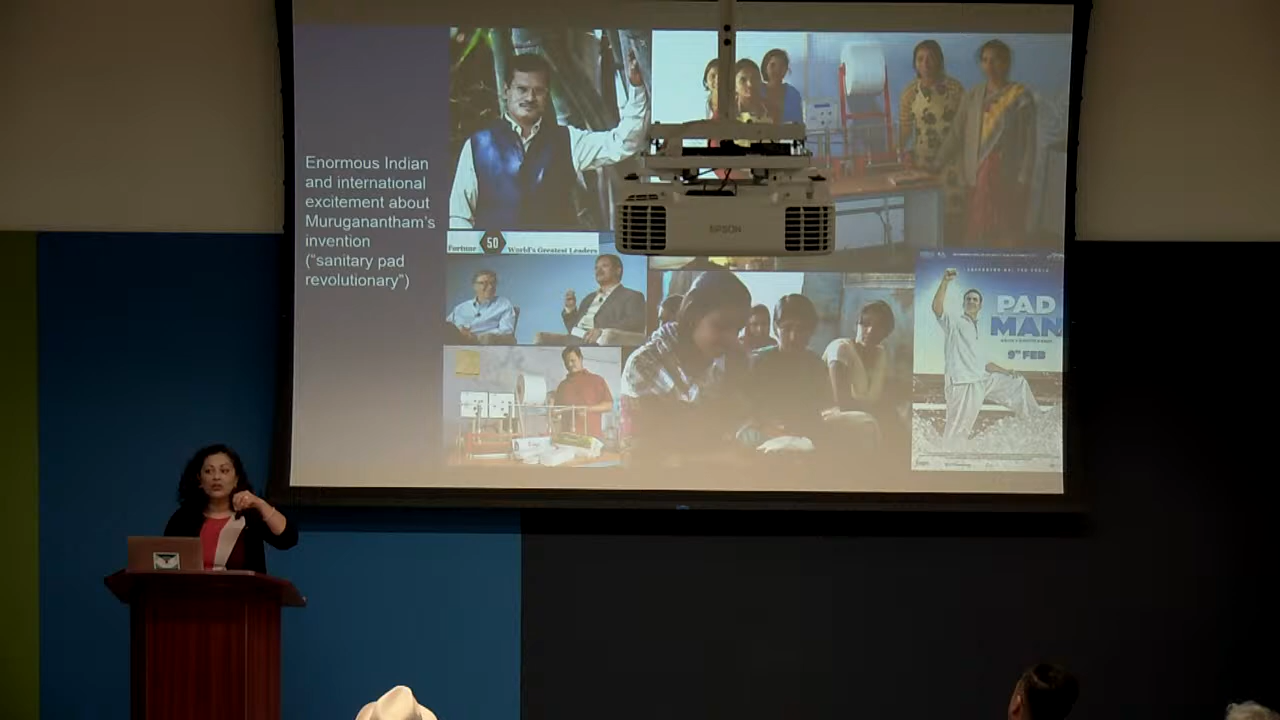 Enormous Indian
and international
excitement about
Muruganantham's
invention
("sanitary pad
revolutionary")
Fortune 50 World's Greatest Leaders
EPSON
PAD
MAN
9TH FEB